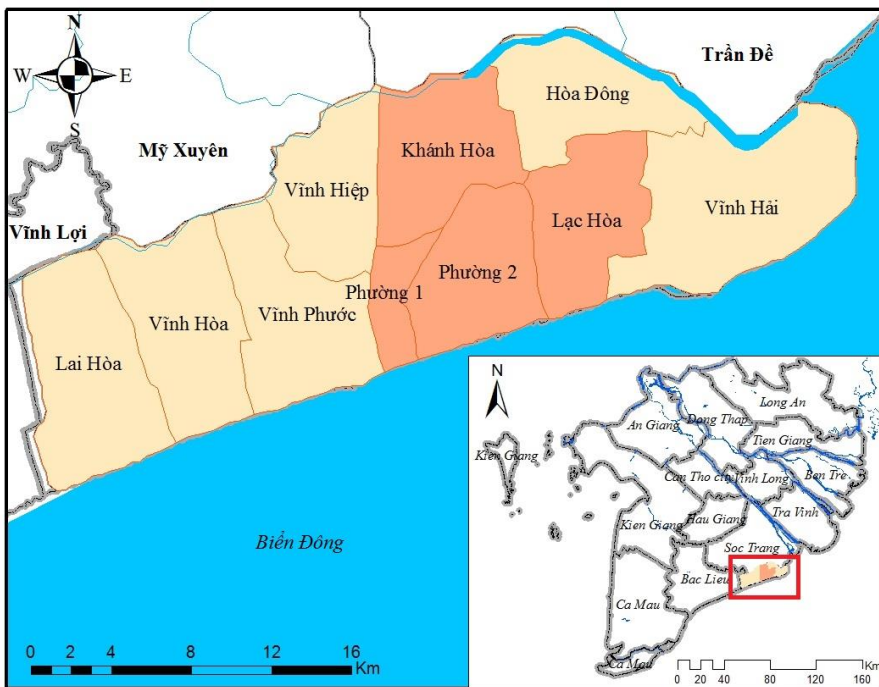 N
W
E
S
Trần Đề
Hòa Đông
Mỹ Xuyên
Khánh Hòa
Vĩnh Hiệp
Lạc Hòa
Vĩnh Hải
Vĩnh Lợi
Phường 2
Phường 1
Vĩnh Phước
Vĩnh Hòa
Lai Hòa
Biển Đông
0 2 4 8 12 16
Km
N
Long An
Dong Thap
An Giang
Tien Giang
Kien Giang
Can Tho city
Vinh Long
Ben Tre
Tra Vinh
Hau Giang
Kien Giang
Soc Trang
Bac Lieu
Ca Mau
Ca Mau
Km
0 20 40 80 120 160